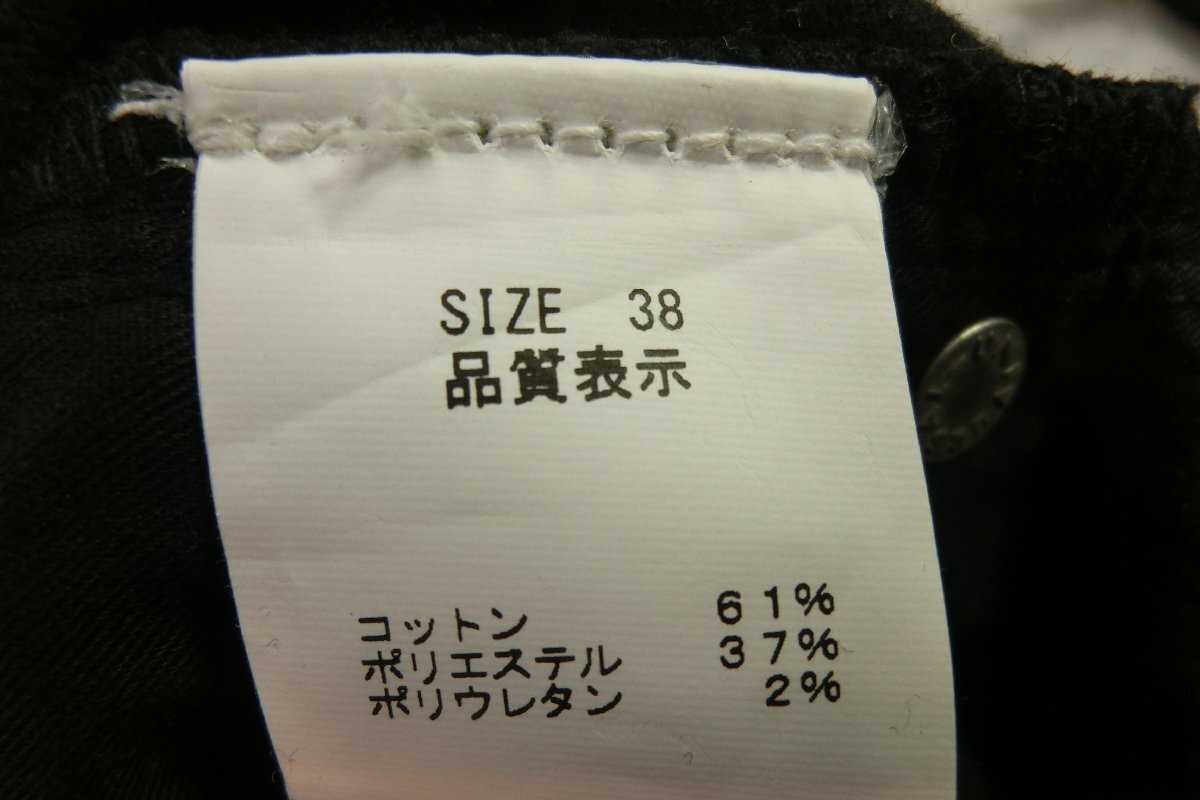 SIZE 38
品質表示
コットン 61%
ポリエステル 37%
ポリウレタン 2%